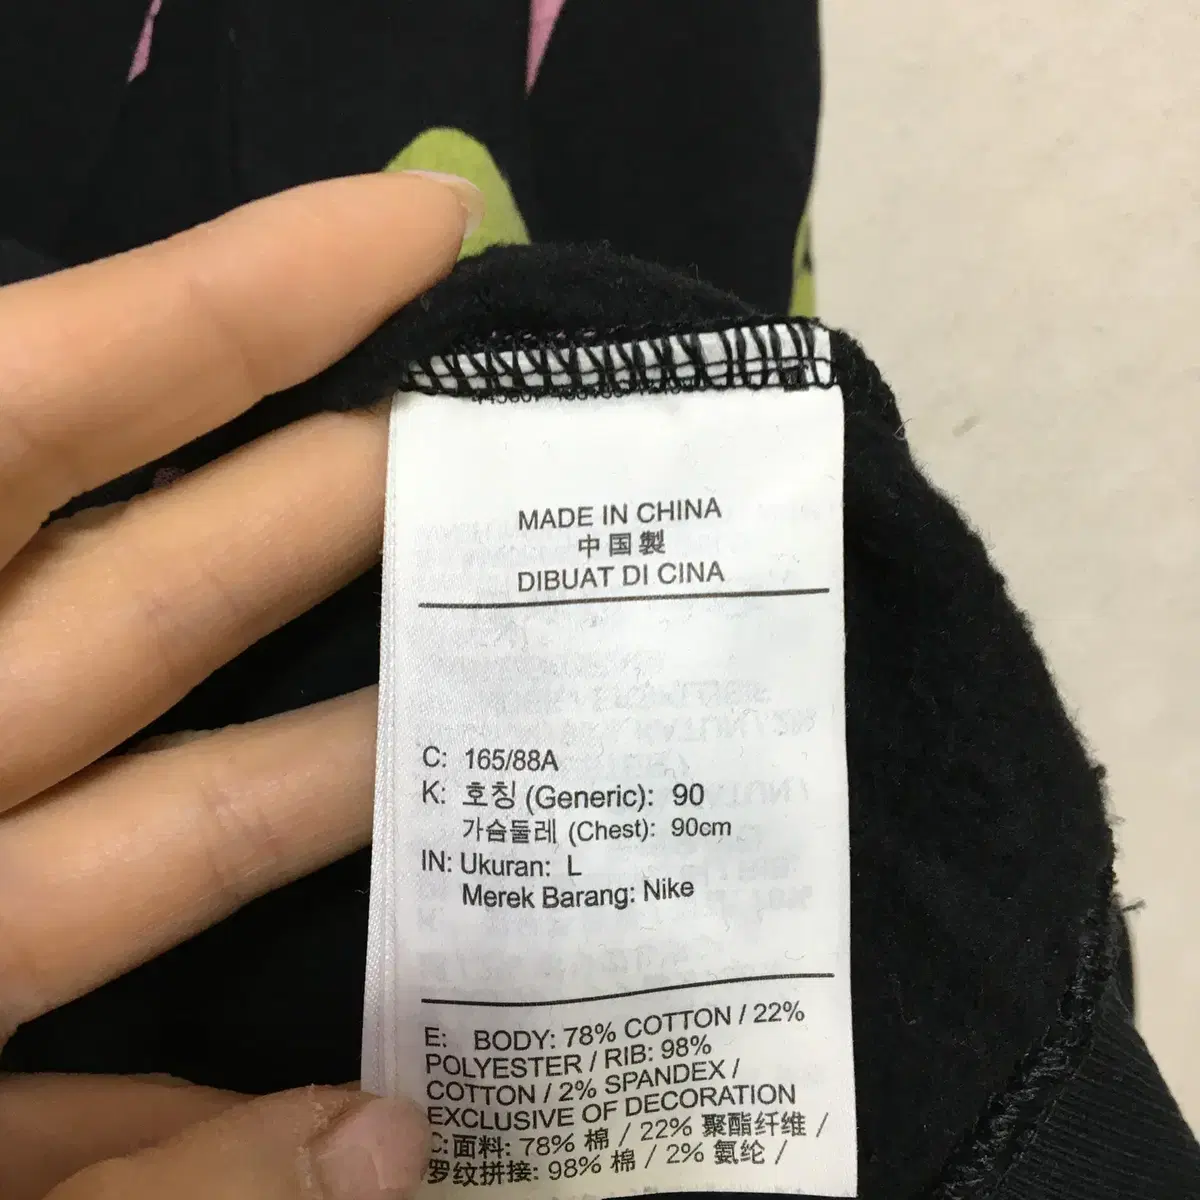 MADE IN CHINA
中国製
DIBUAT DI CINA
C: 165/88A
K: 호칭 (Generic): 90
가슴둘레 (Chest): 90cm
IN: Ukuran: L
Merek Barang: Nike
E: BODY: 78% COTTON / 22%
POLYESTER / RIB: 98%
COTTON / 2% SPANDEX /
EXCLUSIVE OF DECORATION
C:面料: 78% 棉 / 22% 聚酯纤维 /
罗纹拼接: 98% 棉 / 2% 氨纶 /